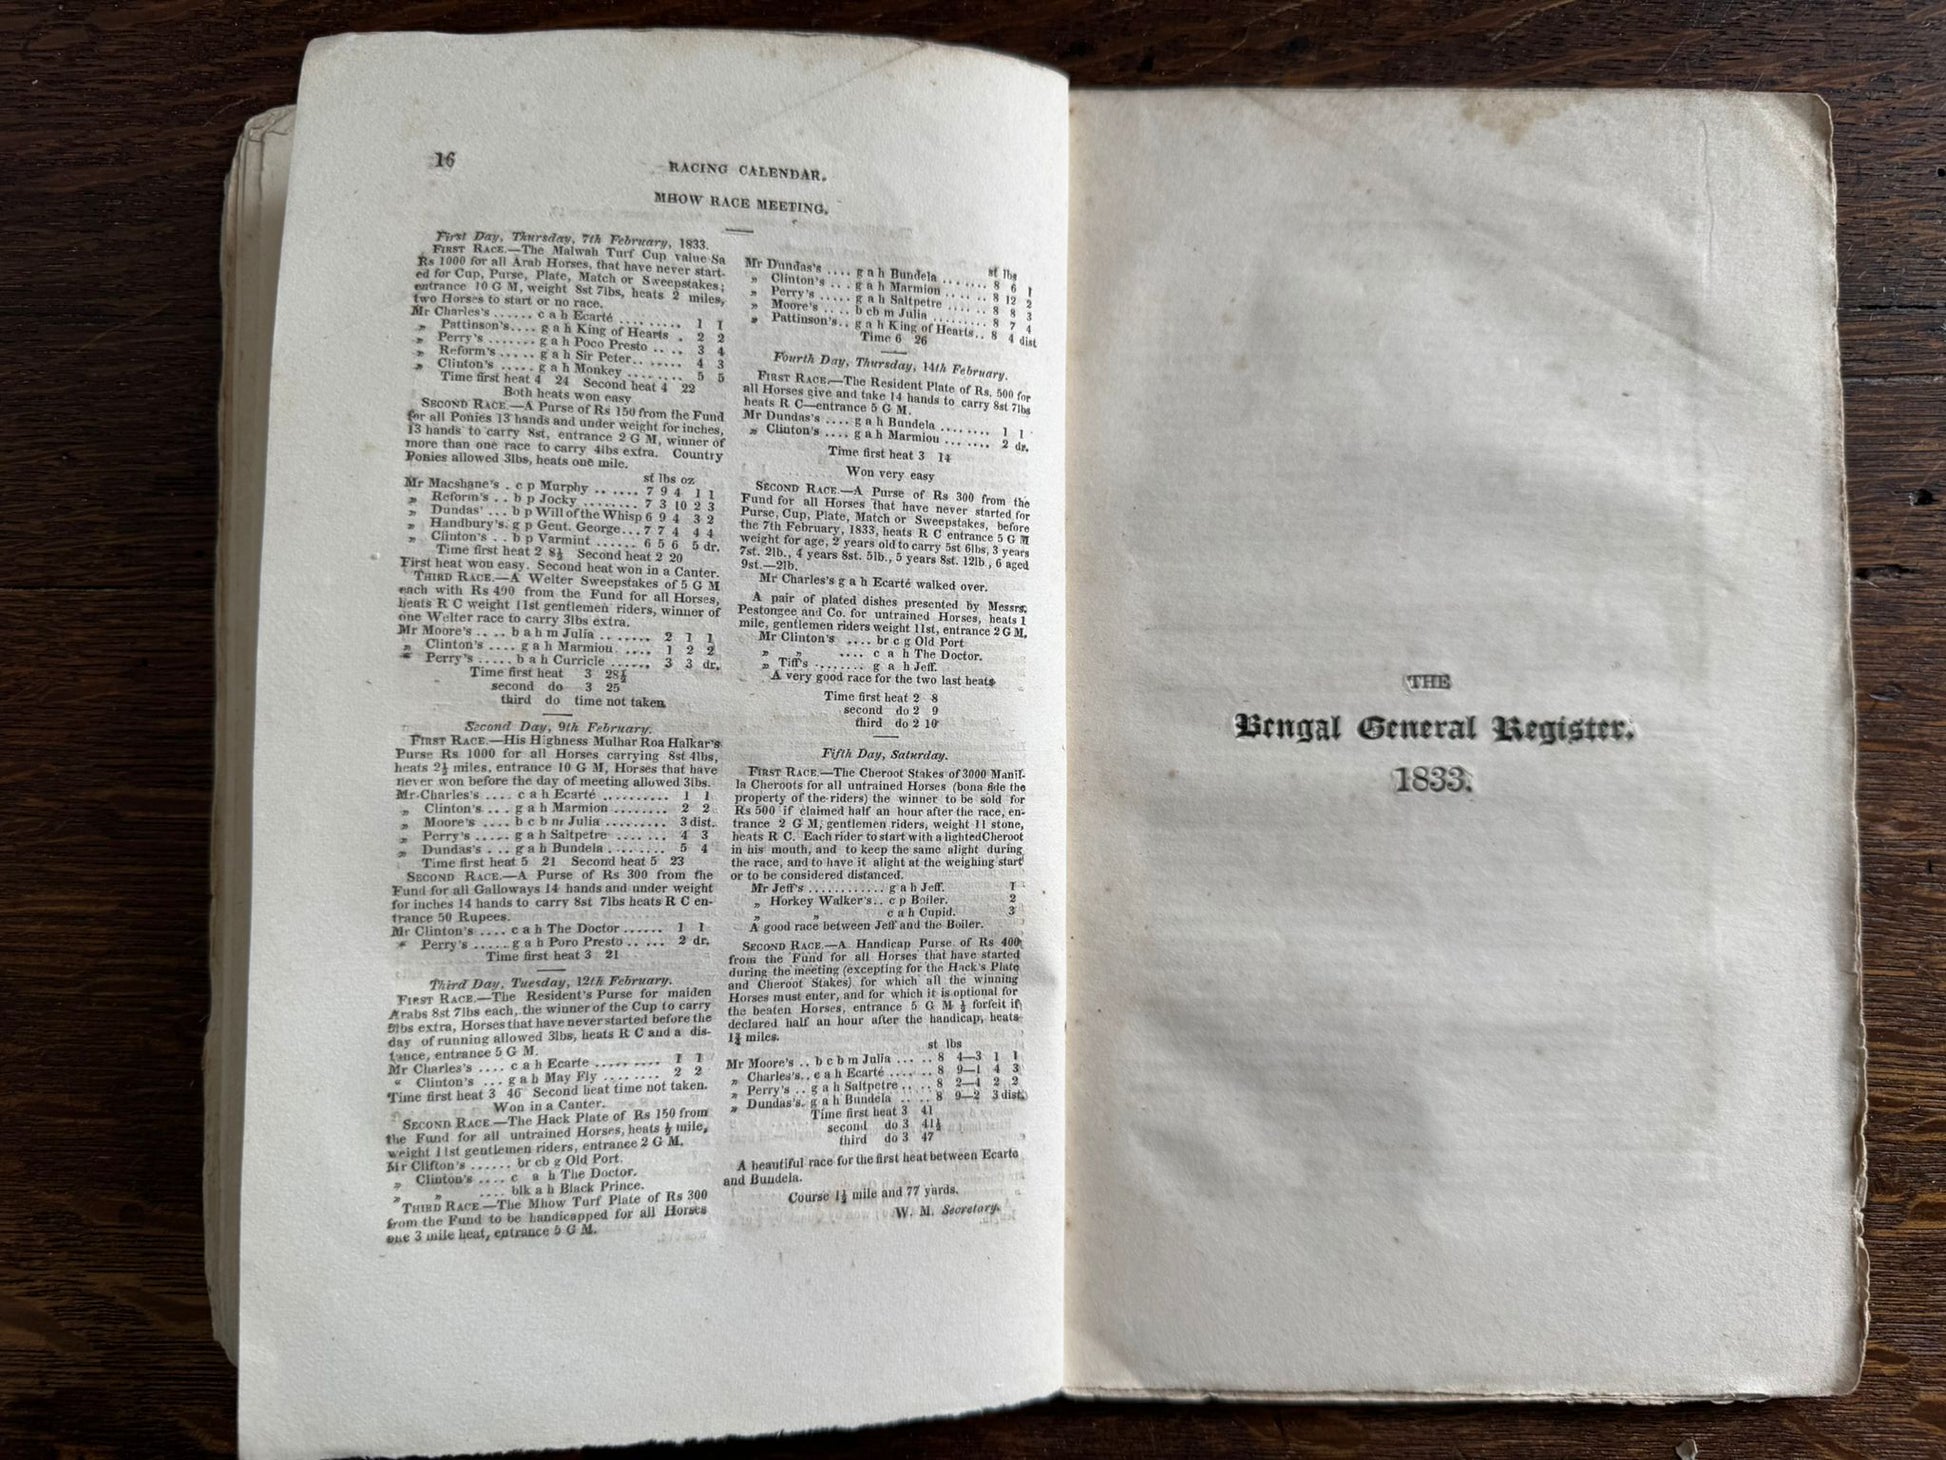 16
RACING CALENDAR.
MHOW RACE MEETING.
First Day, Thursday, 7th February, 1833.
FIRST RACE.—The Malwah Turf Cup value Sa
Rs 1000 for all Arab Horses, that have never start-
ed for Cup, Purse, Plate, Match or Sweepstakes;
entrance 10 G M, weight 8st 7lbs, heats 2 miles,
two Horses to start or no race.
Mr Charles's ...... c a h Ecarté .......... 1 1
„ Pattinson's.... g a h King of Hearts . 2 2
„ Perry's ....... g a h Poco Presto .... 3 4
„ Reform's ..... g a h Sir Peter........ 4 3
„ Clinton's ..... g a h Monkey ........ 5 5
Time first heat 4 24 Second heat 4 22
Both heats won easy
SECOND RACE.—A Purse of Rs 150 from the Fund
for all Ponies 13 hands and under weight for inches,
13 hands to carry 8st, entrance 2 G M, winner of
more than one race to carry 4lbs extra. Country
Ponies allowed 3lbs, heats one mile.
st lbs oz
Mr Macshane's . c p Murphy ...... 7 9 4 1 1
„ Reform's .. b p Jocky ......... 7 3 10 2 3
„ Dundas' ... b p Will of the Whisp 6 9 4 3 2
„ Handbury's. g p Gent. George... 7 7 4 4 4
„ Clinton's .. b p Varmint ...... 6 5 6 5 dr.
Time first heat 2 8½ Second heat 2 20
First heat won easy. Second heat won in a Canter.
THIRD RACE.—A Welter Sweepstakes of 5 G M
each with Rs 400 from the Fund for all Horses,
heats R C weight 11st gentlemen riders, winner of
one Welter race to carry 3lbs extra.
Mr Moore's .... b a h m Julia ....... 2 1 1
„ Clinton's .... g a h Marmiou .... 1 2 2
„ Perry's ..... b a h Curricle ...... 3 3 dr.
Time first heat 3 28½
second do 3 25
third do time not taken
Second Day, 9th February.
FIRST RACE.—His Highness Mulhar Roa Halkar's
Purse Rs 1000 for all Horses carrying 8st 4lbs,
heats 2½ miles, entrance 10 G M, Horses that have
never won before the day of meeting allowed 3lbs.
Mr Charles's .... c a h Ecarté .......... 1 1
„ Clinton's ... g a h Marmion ........ 2 2
„ Moore's .... b c b m Julia ........ 3 dist.
„ Perry's ..... g a h Saltpetre ....... 4 3
„ Dundas's ... g a h Bundela ........ 5 4
Time first heat 5 21 Second heat 5 23
SECOND RACE.—A Purse of Rs 300 from the
Fund for all Galloways 14 hands and under weight
for inches 14 hands to carry 8st 7lbs heats R C en-
trance 50 Rupees.
Mr Clinton's .... c a h The Doctor ...... 1 1
„ Perry's ...... g a h Poro Presto ..... 2 dr.
Time first heat 3 21
Third Day, Tuesday, 12th February.
FIRST RACE.—The Resident's Purse for maiden
Arabs 8st 7lbs each, the winner of the Cup to carry
5lbs extra, Horses that have never started before the
day of running allowed 3lbs, heats R C and a dis-
tance, entrance 5 G M.
Mr Charles's .... c a h Ecarte ......... 1 1
“ Clinton's ... g a h May Fly ........ 2 2
Time first heat 3 46 Second heat time not taken.
Won in a Canter.
SECOND RACE.—The Hack Plate of Rs 150 from
the Fund for all untrained Horses, heats ½ mile,
weight 11st gentlemen riders, entrance 2 G M.
Mr Clifton's ...... br cb g Old Port.
„ Clinton's .... c a h The Doctor.
„ „ .... blk a h Black Prince.
THIRD RACE.—The Mhow Turf Plate of Rs 300
from the Fund to be handicapped for all Horses
one 3 mile heat, entrance 5 G M.
st lbs
Mr Dundas's .... g a h Bundela ....... 8 6 1
„ Clinton's ... g a h Marmion ...... 8 12 2
„ Perry's ..... g a h Saltpetre ...... 8 8 3
„ Moore's .... b cb m Julia ......... 8 7 4
„ Pattinson's.. g a h King of Hearts.. 8 4 dist
Time 6 26
Fourth Day, Thursday, 14th February.
FIRST RACE.—The Resident Plate of Rs. 500 for
all Horses give and take 14 hands to carry 8st 7lbs
heats R C—entrance 5 G M.
Mr Dundas's .... g a h Bundela ........ 1 1
„ Clinton's .... g a h Marmiou ....... 2 dr.
Time first heat 3 14
Won very easy
SECOND RACE.—A Purse of Rs 300 from the
Fund for all Horses that have never started for
Purse, Cup, Plate, Match or Sweepstakes, before
the 7th February, 1833, heats R C entrance 5 G M
weight for age, 2 years old to carry 5st 6lbs, 3 years
7st. 2lb., 4 years 8st. 5lb., 5 years 8st. 12lb, 6 aged
9st.—2lb.
Mr Charles's g a h Ecarté walked over.
A pair of plated dishes presented by Messrs.
Pestongee and Co. for untrained Horses, heats 1
mile, gentlemen riders weight 11st, entrance 2 G M.
Mr Clinton's .... br c g Old Port
„ „ .... c a h The Doctor.
„ Tiff's ........ g a h Jeff.
A very good race for the two last heats
Time first heat 2 8
second do 2 9
third do 2 10
Fifth Day, Saturday.
FIRST RACE.—The Cheroot Stakes of 3000 Manil-
la Cheroots for all untrained Horses (bona fide the
property of the riders) the winner to be sold for
Rs 500 if claimed half an hour after the race, en-
trance 2 G M, gentlemen riders, weight 11 stone,
heats R C. Each rider to start with a lighted Cheroot
in his mouth, and to keep the same alight during
the race, and to have it alight at the weighing start
or to be considered distanced.
Mr Jeff's ............ g a h Jeff. 1
„ Horkey Walker's.. c p Boiler. 2
„ „ c a h Cupid. 3
A good race between Jeff and the Boiler.
SECOND RACE.—A Handicap Purse of Rs 400
from the Fund for all Horses that have started
during the meeting (excepting for the Hack's Plate
and Cheroot Stakes) for which all the winning
Horses must enter, and for which it is optional for
the beaten Horses, entrance 5 G M ½ forfeit if
declared half an hour after the handicap, heats
1¾ miles.
st lbs
Mr Moore's .. b c b m Julia ..... 8 4—3 1 1
„ Charles's.. c a h Ecarté ...... 8 9—1 4 3
„ Perry's .. g a h Saltpetre .... 8 2—4 2 2
„ Dundas's. g a h Bundela .... 8 9—2 3 dist.
Time first heat 3 41
second do 3 41½
third do 3 47
A beautiful race for the first heat between Ecarte
and Bundela.
Course 1½ mile and 77 yards.
W. M. Secretary.
THE
Bengal General Register.
1833.